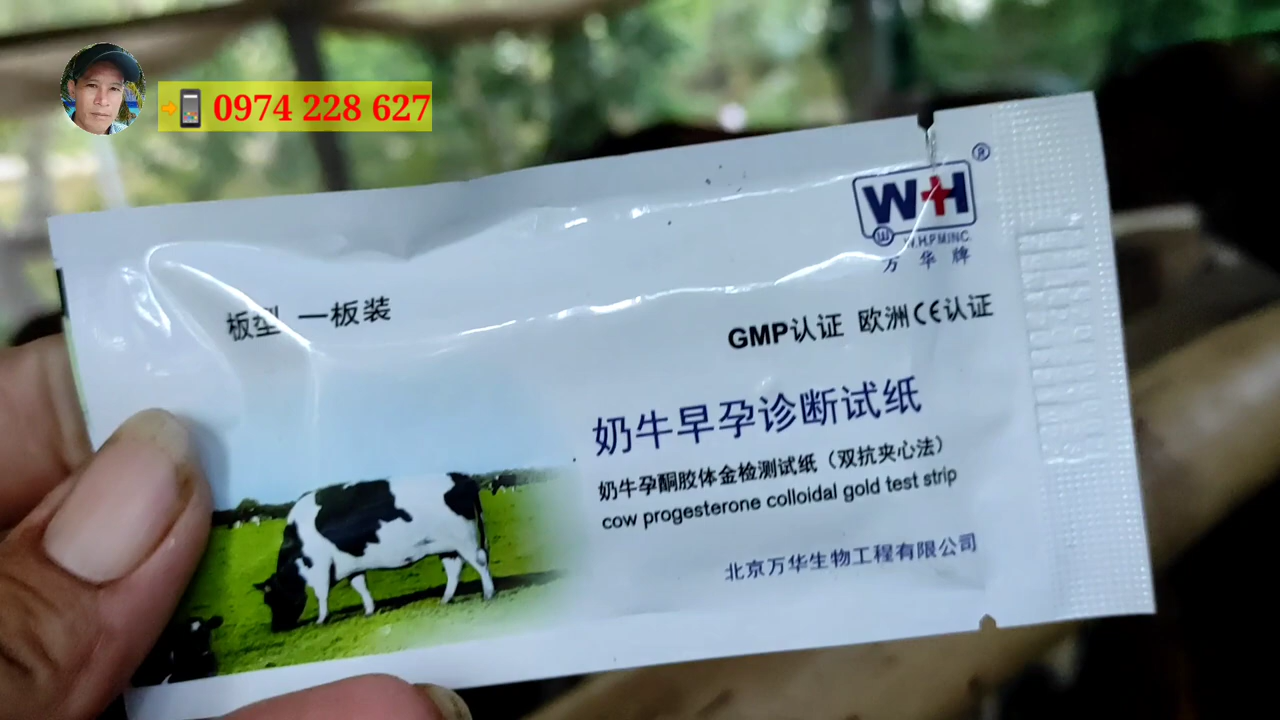 0974 228 627
W+H ®
W.H.PM.INC.
万华牌
板型 一板装
GMP认证 欧洲CE认证
奶牛早孕诊断试纸
奶牛孕酮胶体金检测试纸（双抗夹心法）
cow progesterone colloidal gold test strip
北京万华生物工程有限公司